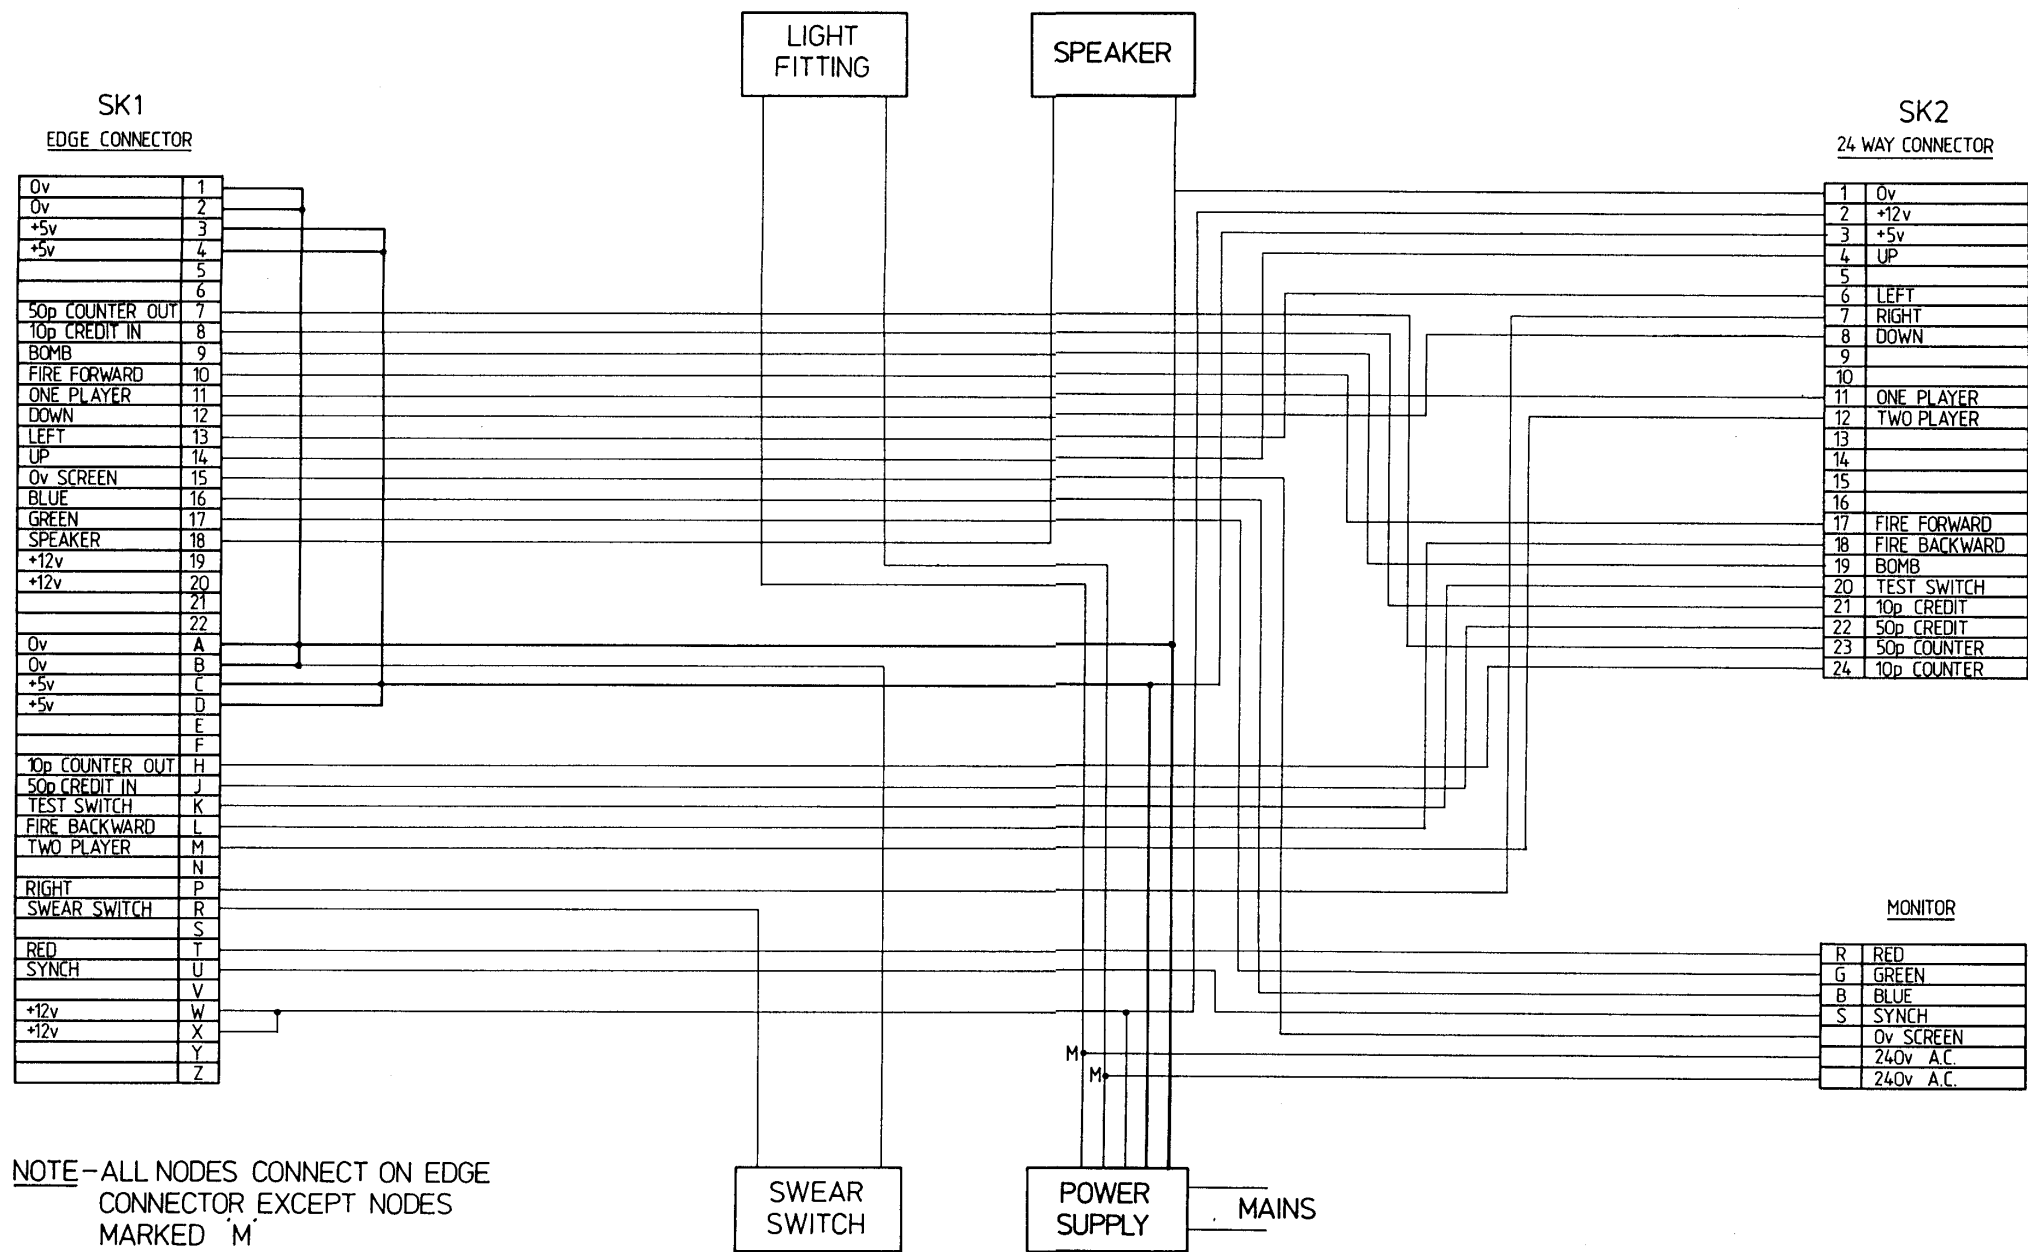 LIGHT
FITTING
SPEAKER
SK1
EDGE CONNECTOR
0v 1
0v 2
+5v 3
+5v 4
5
6
50p COUNTER OUT 7
10p CREDIT IN 8
BOMB 9
FIRE FORWARD 10
ONE PLAYER 11
DOWN 12
LEFT 13
UP 14
0v SCREEN 15
BLUE 16
GREEN 17
SPEAKER 18
+12v 19
+12v 20
21
22
0v A
0v B
+5v C
+5v D
E
F
10p COUNTER OUT H
50p CREDIT IN J
TEST SWITCH K
FIRE BACKWARD L
TWO PLAYER M
N
RIGHT P
SWEAR SWITCH R
S
RED T
SYNCH U
V
+12v W
+12v X
Y
Z
SK2
24 WAY CONNECTOR
1 0v
2 +12v
3 +5v
4 UP
5
6 LEFT
7 RIGHT
8 DOWN
9
10
11 ONE PLAYER
12 TWO PLAYER
13
14
15
16
17 FIRE FORWARD
18 FIRE BACKWARD
19 BOMB
20 TEST SWITCH
21 10p CREDIT
22 50p CREDIT
23 50p COUNTER
24 10p COUNTER
MONITOR
R RED
G GREEN
B BLUE
S SYNCH
0v SCREEN
240v A.C.
240v A.C.
M
M
NOTE-ALL NODES CONNECT ON EDGE
CONNECTOR EXCEPT NODES
MARKED 'M'
SWEAR
SWITCH
POWER
SUPPLY
MAINS